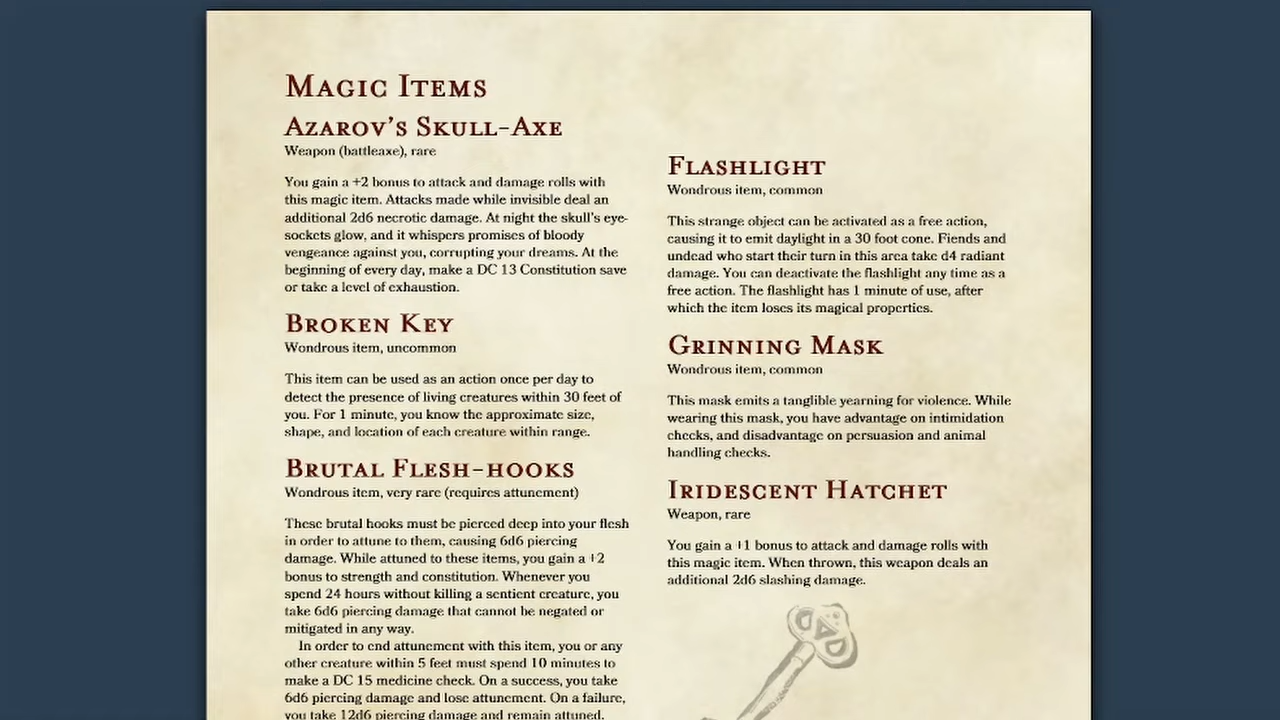 Magic Items
Azarov's Skull-Axe
Weapon (battleaxe), rare
You gain a +2 bonus to attack and damage rolls with
this magic item. Attacks made while invisible deal an
additional 2d6 necrotic damage. At night the skull's eye-
sockets glow, and it whispers promises of bloody
vengeance against you, corrupting your dreams. At the
beginning of every day, make a DC 13 Constitution save
or take a level of exhaustion.
Broken Key
Wondrous item, uncommon
This item can be used as an action once per day to
detect the presence of living creatures within 30 feet of
you. For 1 minute, you know the approximate size,
shape, and location of each creature within range.
Brutal Flesh-hooks
Wondrous item, very rare (requires attunement)
These brutal hooks must be pierced deep into your flesh
in order to attune to them, causing 6d6 piercing
damage. While attuned to these items, you gain a +2
bonus to strength and constitution. Whenever you
spend 24 hours without killing a sentient creature, you
take 6d6 piercing damage that cannot be negated or
mitigated in any way.
In order to end attunement with this item, you or any
other creature within 5 feet must spend 10 minutes to
make a DC 15 medicine check. On a success, you take
6d6 piercing damage and lose attunement. On a failure,
you take 12d6 piercing damage and remain attuned.
Flashlight
Wondrous item, common
This strange object can be activated as a free action,
causing it to emit daylight in a 30 foot cone. Fiends and
undead who start their turn in this area take d4 radiant
damage. You can deactivate the flashlight any time as a
free action. The flashlight has 1 minute of use, after
which the item loses its magical properties.
Grinning Mask
Wondrous item, common
This mask emits a tanglible yearning for violence. While
wearing this mask, you have advantage on intimidation
checks, and disadvantage on persuasion and animal
handling checks.
Iridescent Hatchet
Weapon, rare
You gain a +1 bonus to attack and damage rolls with
this magic item. When thrown, this weapon deals an
additional 2d6 slashing damage.